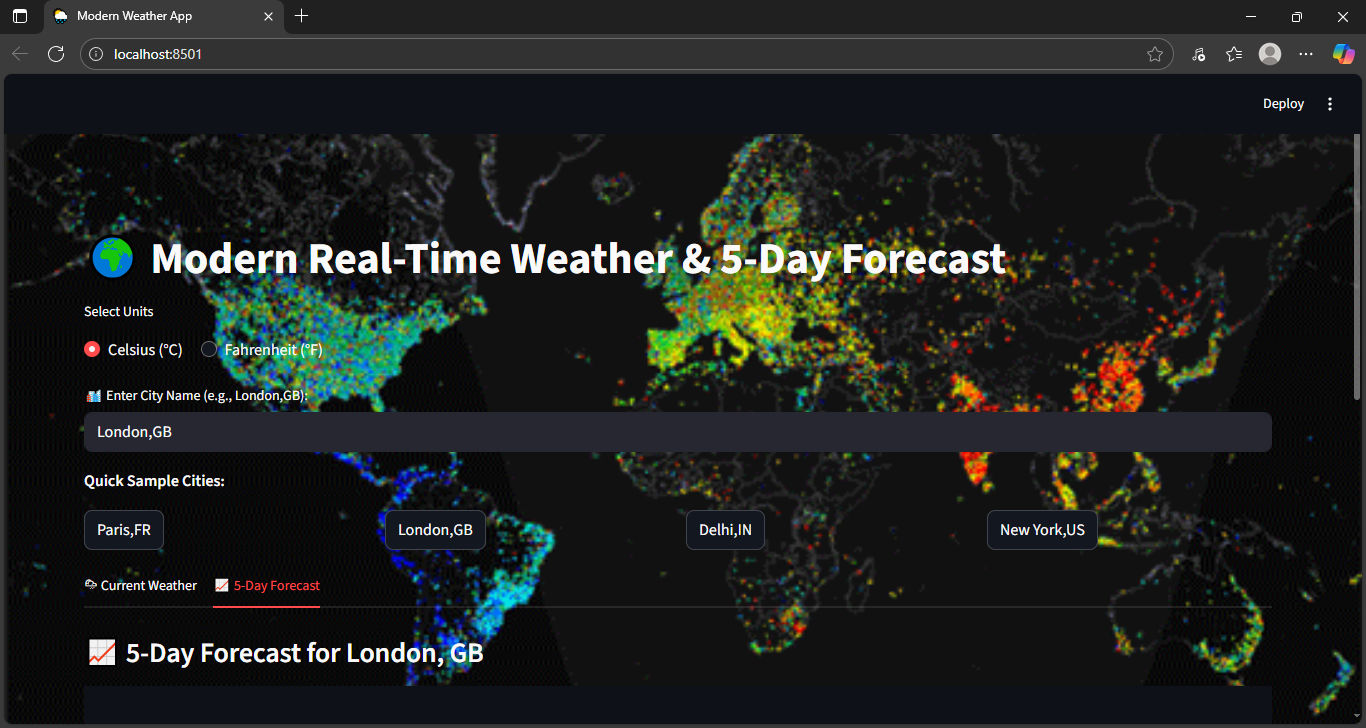 Modern Weather App
localhost:8501
Deploy
Modern Real-Time Weather & 5-Day Forecast
Select Units
Celsius (°C) Fahrenheit (°F)
Enter City Name (e.g., London,GB):
London,GB
Quick Sample Cities:
Paris,FR London,GB Delhi,IN New York,US
Current Weather 5-Day Forecast
5-Day Forecast for London, GB